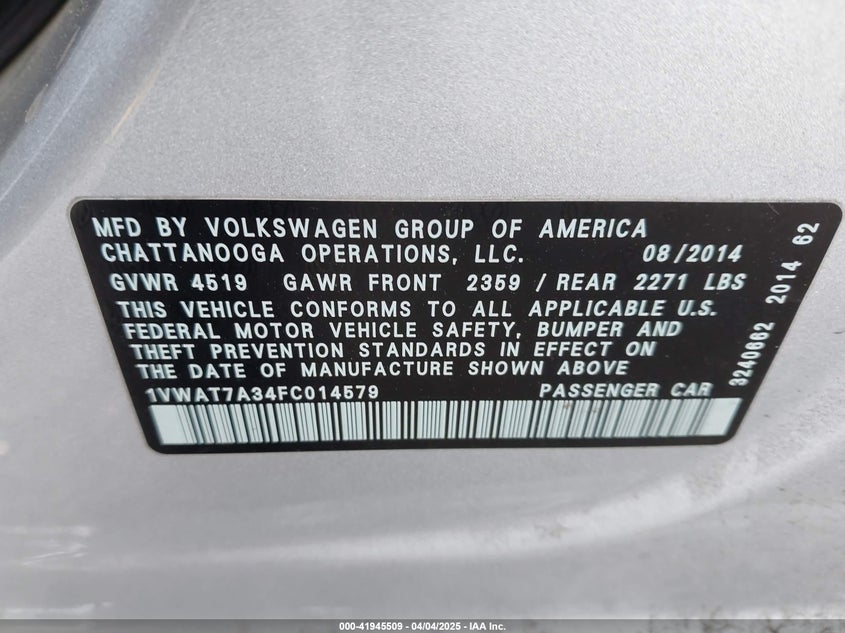 MFD BY VOLKSWAGEN GROUP OF AMERICA
CHATTANOOGA OPERATIONS, LLC. 08/2014
GVWR 4519 GAWR FRONT 2359 / REAR 2271 LBS
THIS VEHICLE CONFORMS TO ALL APPLICABLE U.S.
FEDERAL MOTOR VEHICLE SAFETY, BUMPER AND
THEFT PREVENTION STANDARDS IN EFFECT ON
THE DATE OF MANUFACTURE SHOWN ABOVE
1VWAT7A34FC014579 PASSENGER CAR
3240662 2014 62
000-41945509 - 04/04/2025 - IAA Inc.